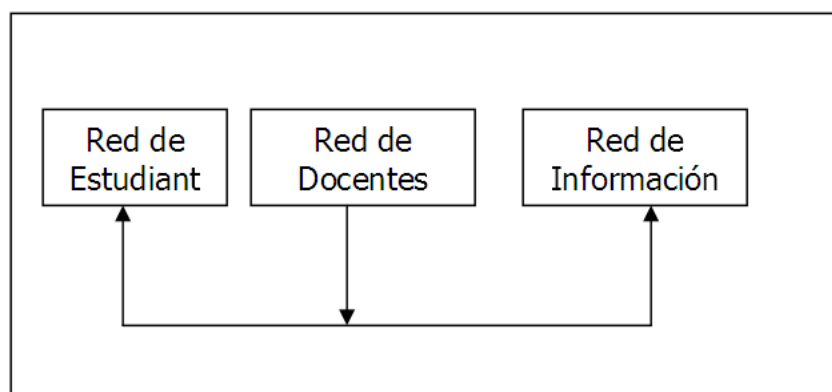 Red de
Estudiant
Red de
Docentes
Red de
Información